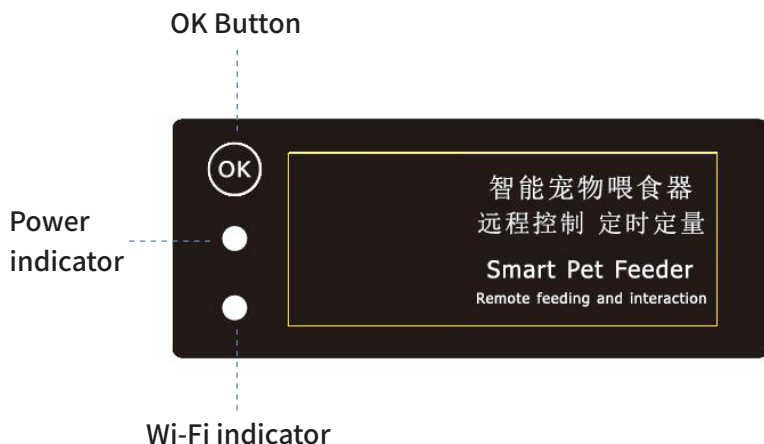 OK Button
OK
智能宠物喂食器
远程控制 定时定量
Power
indicator
Smart Pet Feeder
Remote feeding and interaction
Wi-Fi indicator